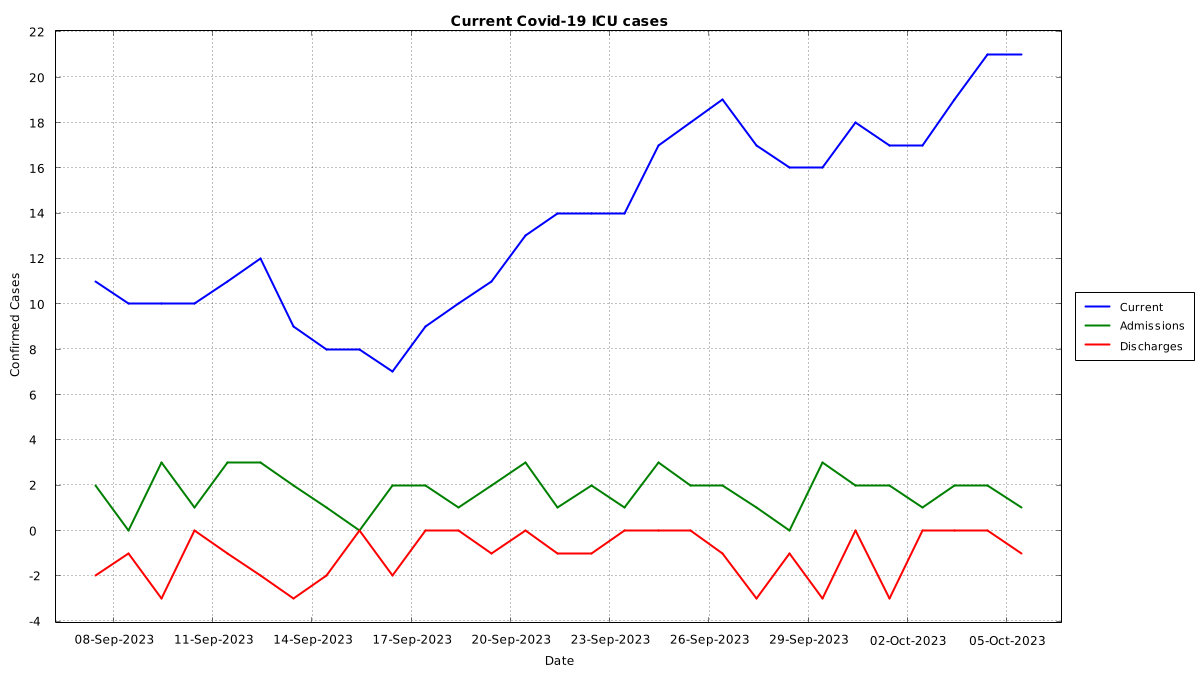 Current Covid-19 ICU cases
22
20
18
16
14
12
10
8
6
4
2
0
-2
-4
Confirmed Cases
08-Sep-2023 11-Sep-2023 14-Sep-2023 17-Sep-2023 20-Sep-2023 23-Sep-2023 26-Sep-2023 29-Sep-2023 02-Oct-2023 05-Oct-2023
Date
Current
Admissions
Discharges